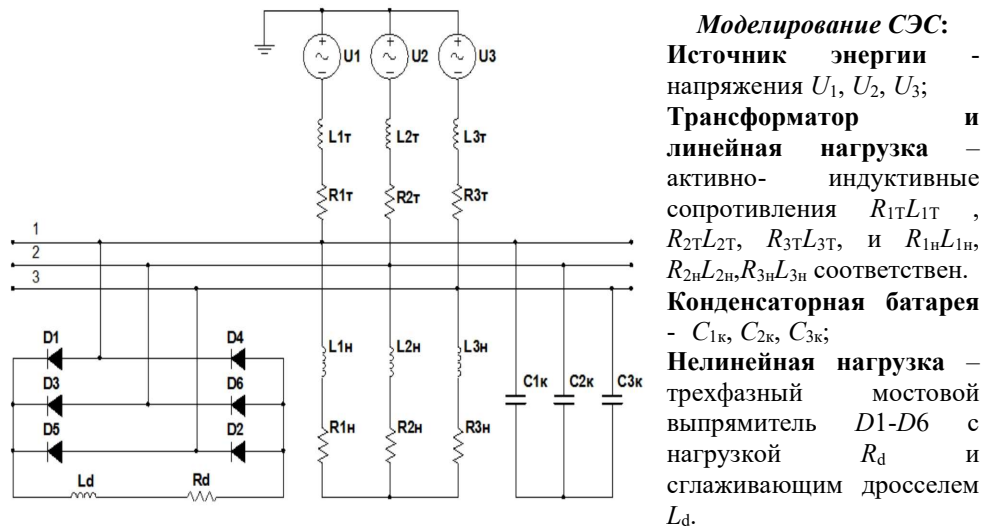 U1
U2
U3
L1т
L2т
L3т
R1т
R2т
R3т
1
2
3
D1
D4
D3
D6
D5
D2
Ld
Rd
L1н
L2н
L3н
R1н
R2н
R3н
C1к
C2к
C3к
Моделирование СЭС:
Источник энергии -
напряжения U1, U2, U3;
Трансформатор и
линейная нагрузка –
активно- индуктивные
сопротивления R1ТL1Т ,
R2ТL2Т, R3ТL3Т, и R1нL1н,
R2нL2н,R3нL3н соответствен.
Конденсаторная батарея
- C1к, C2к, C3к;
Нелинейная нагрузка –
трехфазный мостовой
выпрямитель D1-D6 с
нагрузкой Rd и
сглаживающим дросселем
Ld.